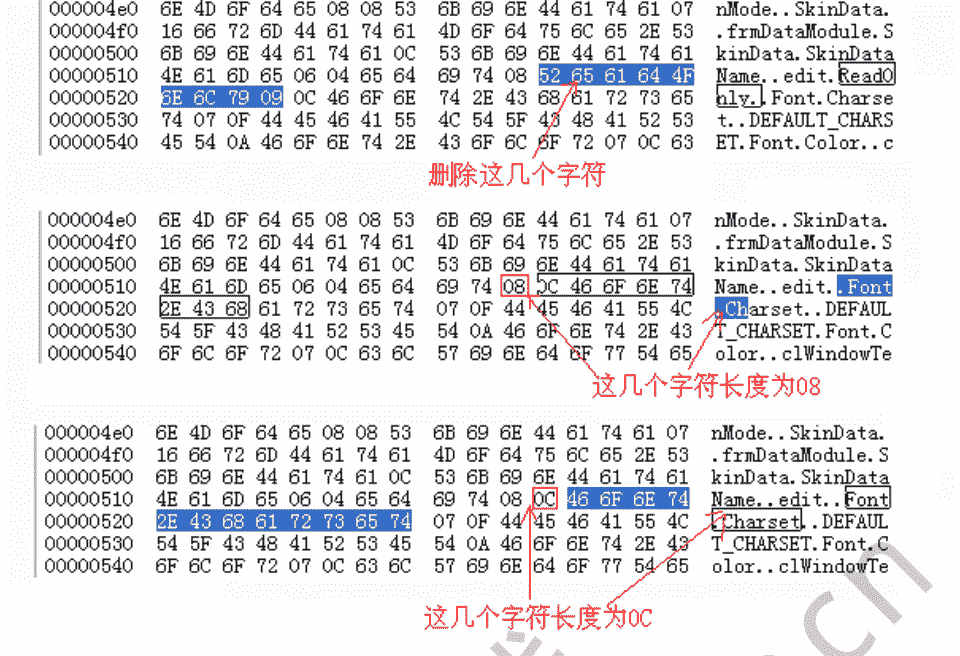 000004e0 6E 4D 6F 64 65 08 08 53 6B 69 6E 44 61 74 61 07 nMode..SkinData.
000004f0 16 66 72 6D 44 61 74 61 4D 6F 64 75 6C 65 2E 53 .frmDataModule.S
00000500 6B 69 6E 44 61 74 61 0C 53 6B 69 6E 44 61 74 61 kinData.SkinData
00000510 4E 61 6D 65 06 04 65 64 69 74 08 52 65 61 64 4F Name..edit.ReadO
00000520 6E 6C 79 09 0C 46 6F 6E 74 2E 43 68 61 72 73 65 nly..Font.Charse
00000530 74 07 0F 44 45 46 41 55 4C 54 5F 43 48 41 52 53 t..DEFAULT_CHARS
00000540 45 54 0A 46 6F 6E 74 2E 43 6F 6C 6F 72 07 0C 63 ET.Font.Color..c
删除这几个字符
000004e0 6E 4D 6F 64 65 08 08 53 6B 69 6E 44 61 74 61 07 nMode..SkinData.
000004f0 16 66 72 6D 44 61 74 61 4D 6F 64 75 6C 65 2E 53 .frmDataModule.S
00000500 6B 69 6E 44 61 74 61 0C 53 6B 69 6E 44 61 74 61 kinData.SkinData
00000510 4E 61 6D 65 06 04 65 64 69 74 08 0C 46 6F 6E 74 Name..edit..Font
00000520 2E 43 68 61 72 73 65 74 07 0F 44 45 46 41 55 4C .Charset..DEFAUL
00000530 54 5F 43 48 41 52 53 45 54 0A 46 6F 6E 74 2E 43 T_CHARSET.Font.C
00000540 6F 6C 6F 72 07 0C 63 6C 57 69 6E 64 6F 77 54 65 olor..clWindowTe
这几个字符长度为08
000004e0 6E 4D 6F 64 65 08 08 53 6B 69 6E 44 61 74 61 07 nMode..SkinData.
000004f0 16 66 72 6D 44 61 74 61 4D 6F 64 75 6C 65 2E 53 .frmDataModule.S
00000500 6B 69 6E 44 61 74 61 0C 53 6B 69 6E 44 61 74 61 kinData.SkinData
00000510 4E 61 6D 65 06 04 65 64 69 74 08 0C 46 6F 6E 74 Name..edit..Font
00000520 2E 43 68 61 72 73 65 74 07 0F 44 45 46 41 55 4C .Charset..DEFAUL
00000530 54 5F 43 48 41 52 53 45 54 0A 46 6F 6E 74 2E 43 T_CHARSET.Font.C
00000540 6F 6C 6F 72 07 0C 63 6C 57 69 6E 64 6F 77 54 65 olor..clWindowTe
这几个字符长度为0C
.cn